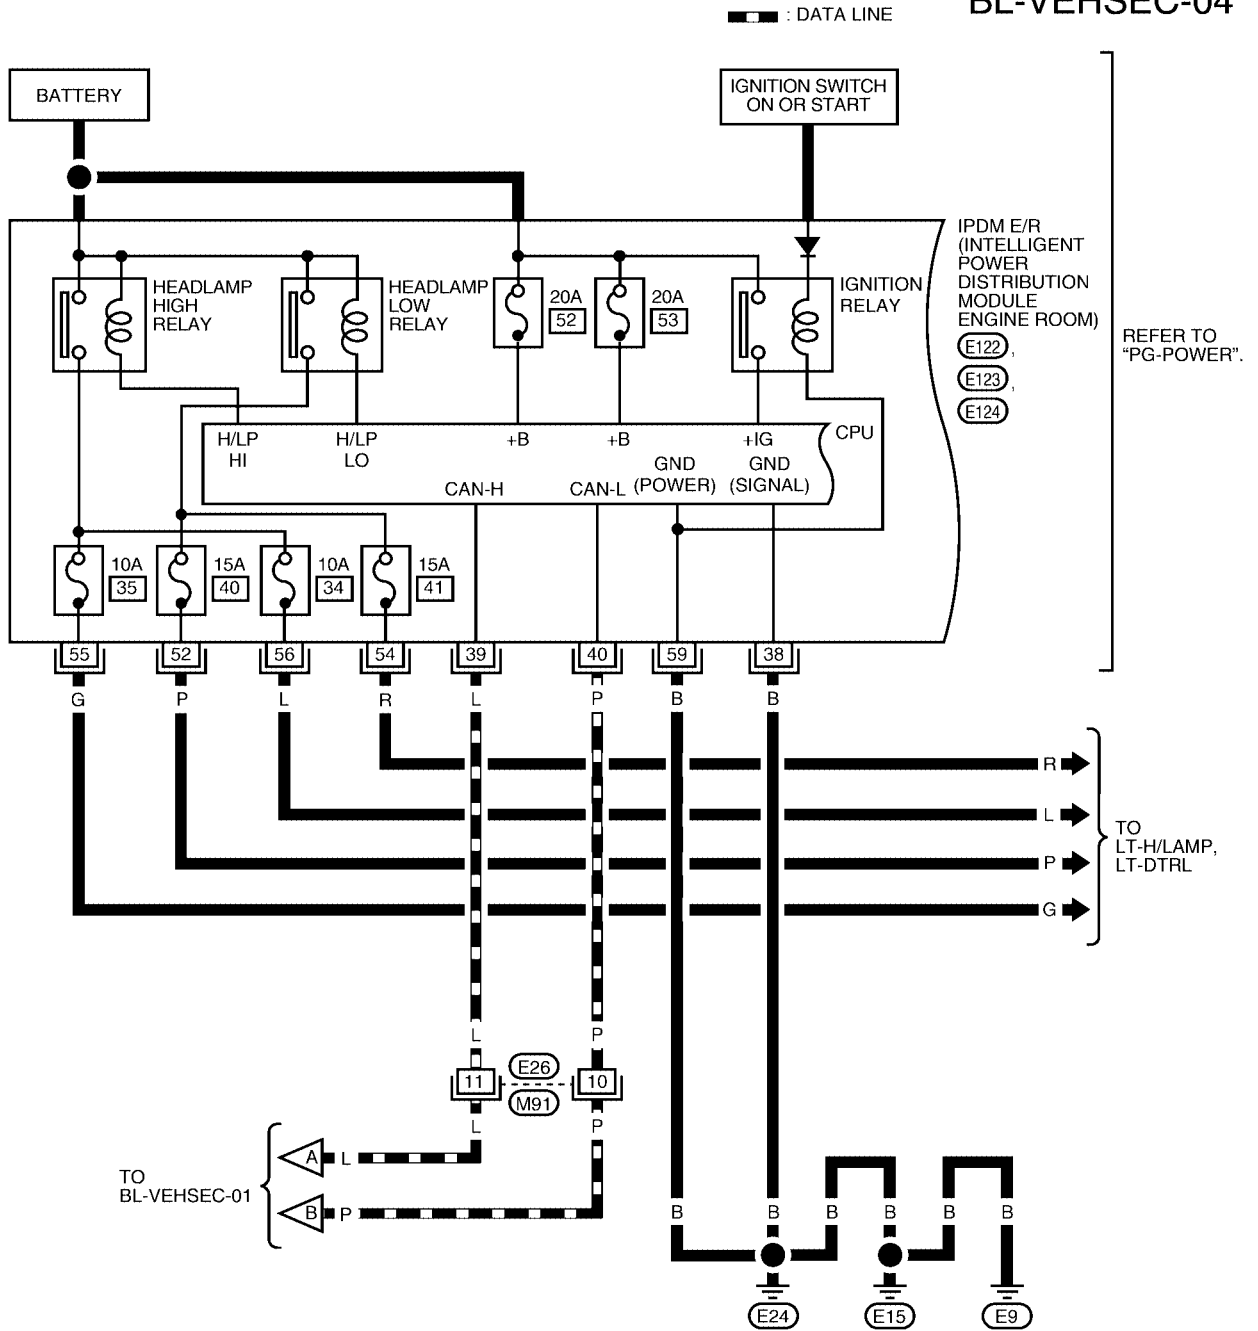 BL-VEHSEC-04
: DATA LINE
BATTERY
IGNITION SWITCH
ON OR START
IPDM E/R
(INTELLIGENT
POWER
DISTRIBUTION
MODULE
ENGINE ROOM)
E122 ,
E123 ,
E124
REFER TO
“PG-POWER”.
HEADLAMP
HIGH
RELAY
HEADLAMP
LOW
RELAY
20A
52
20A
53
IGNITION
RELAY
H/LP
HI
H/LP
LO
+B
+B
+IG
CPU
GND
(POWER)
GND
(SIGNAL)
CAN-H
CAN-L
10A
35
15A
40
10A
34
15A
41
55 52 56 54 39 40 59 38
G P L R L P B B
R
L
P
G
TO
LT-H/LAMP,
LT-DTRL
L P
11 E26 10
M91
L P
A L
B P
TO
BL-VEHSEC-01
B B B B B B
E24 E15 E9